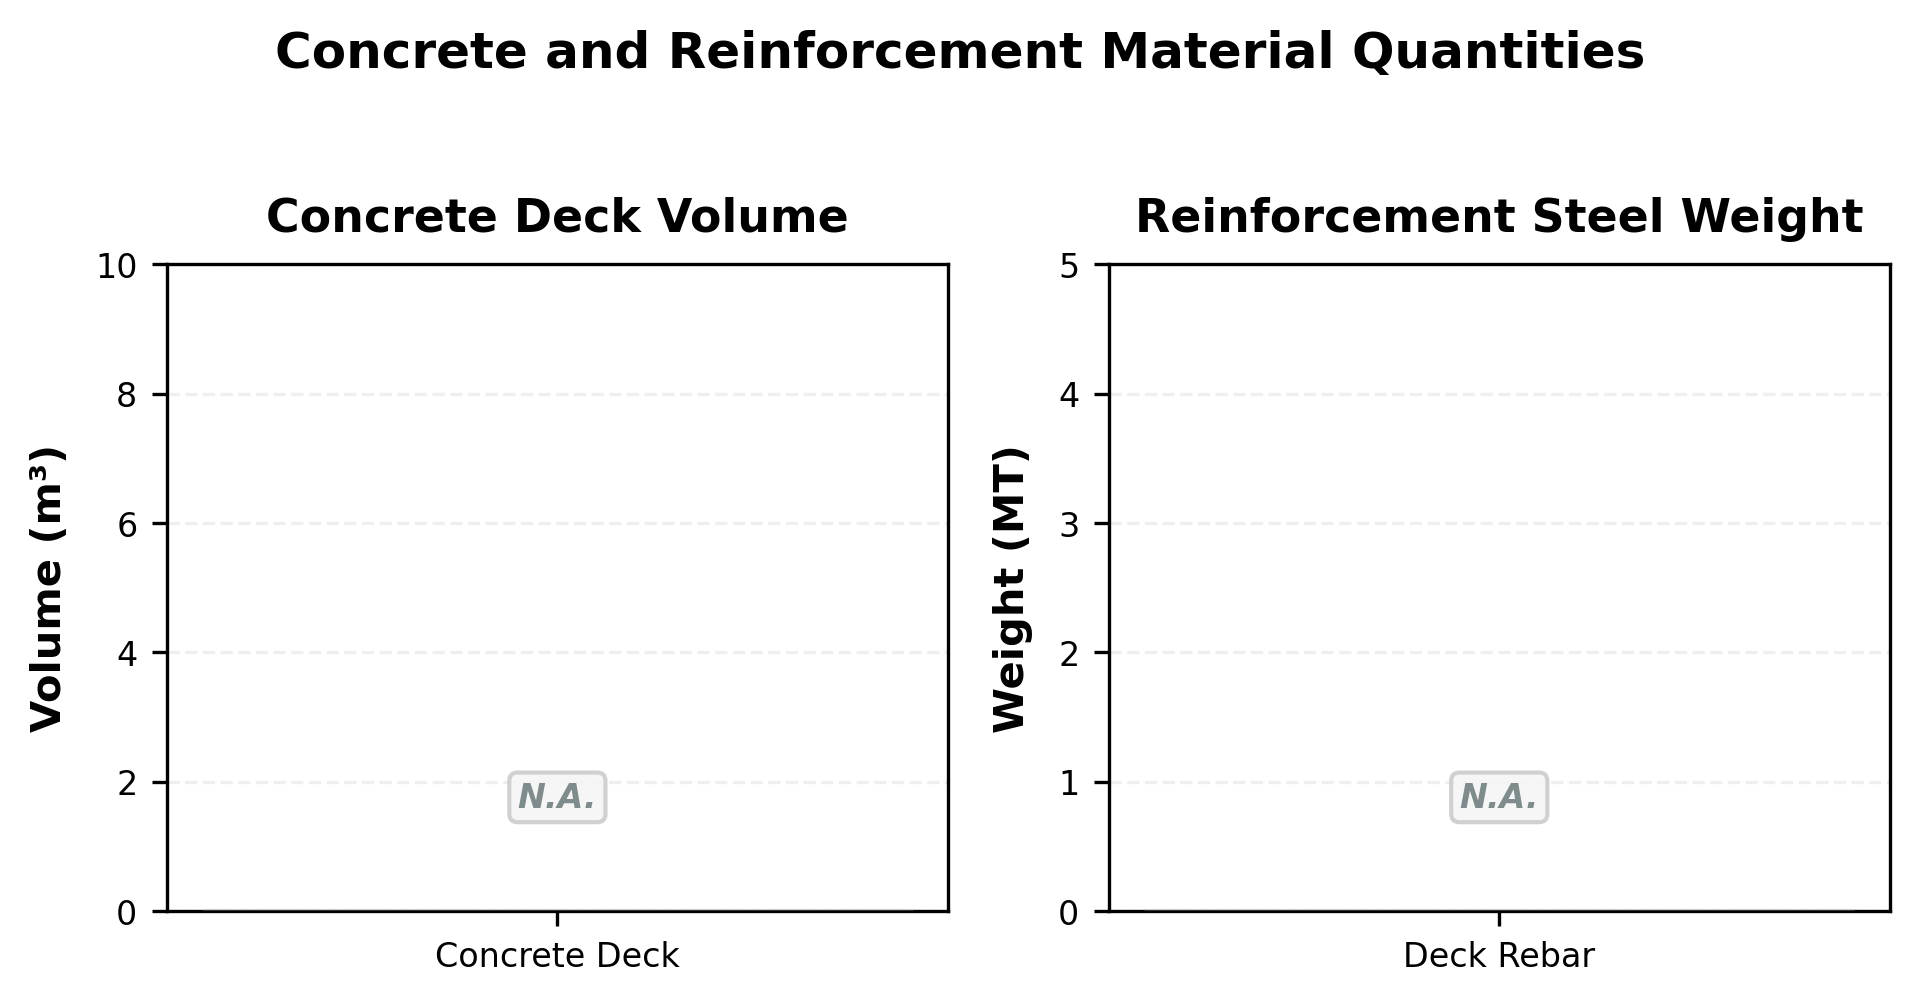 Concrete and Reinforcement Material Quantities
Concrete Deck Volume
Volume (m³)
10
8
6
4
2
0
N.A.
Concrete Deck
Reinforcement Steel Weight
Weight (MT)
5
4
3
2
1
0
N.A.
Deck Rebar